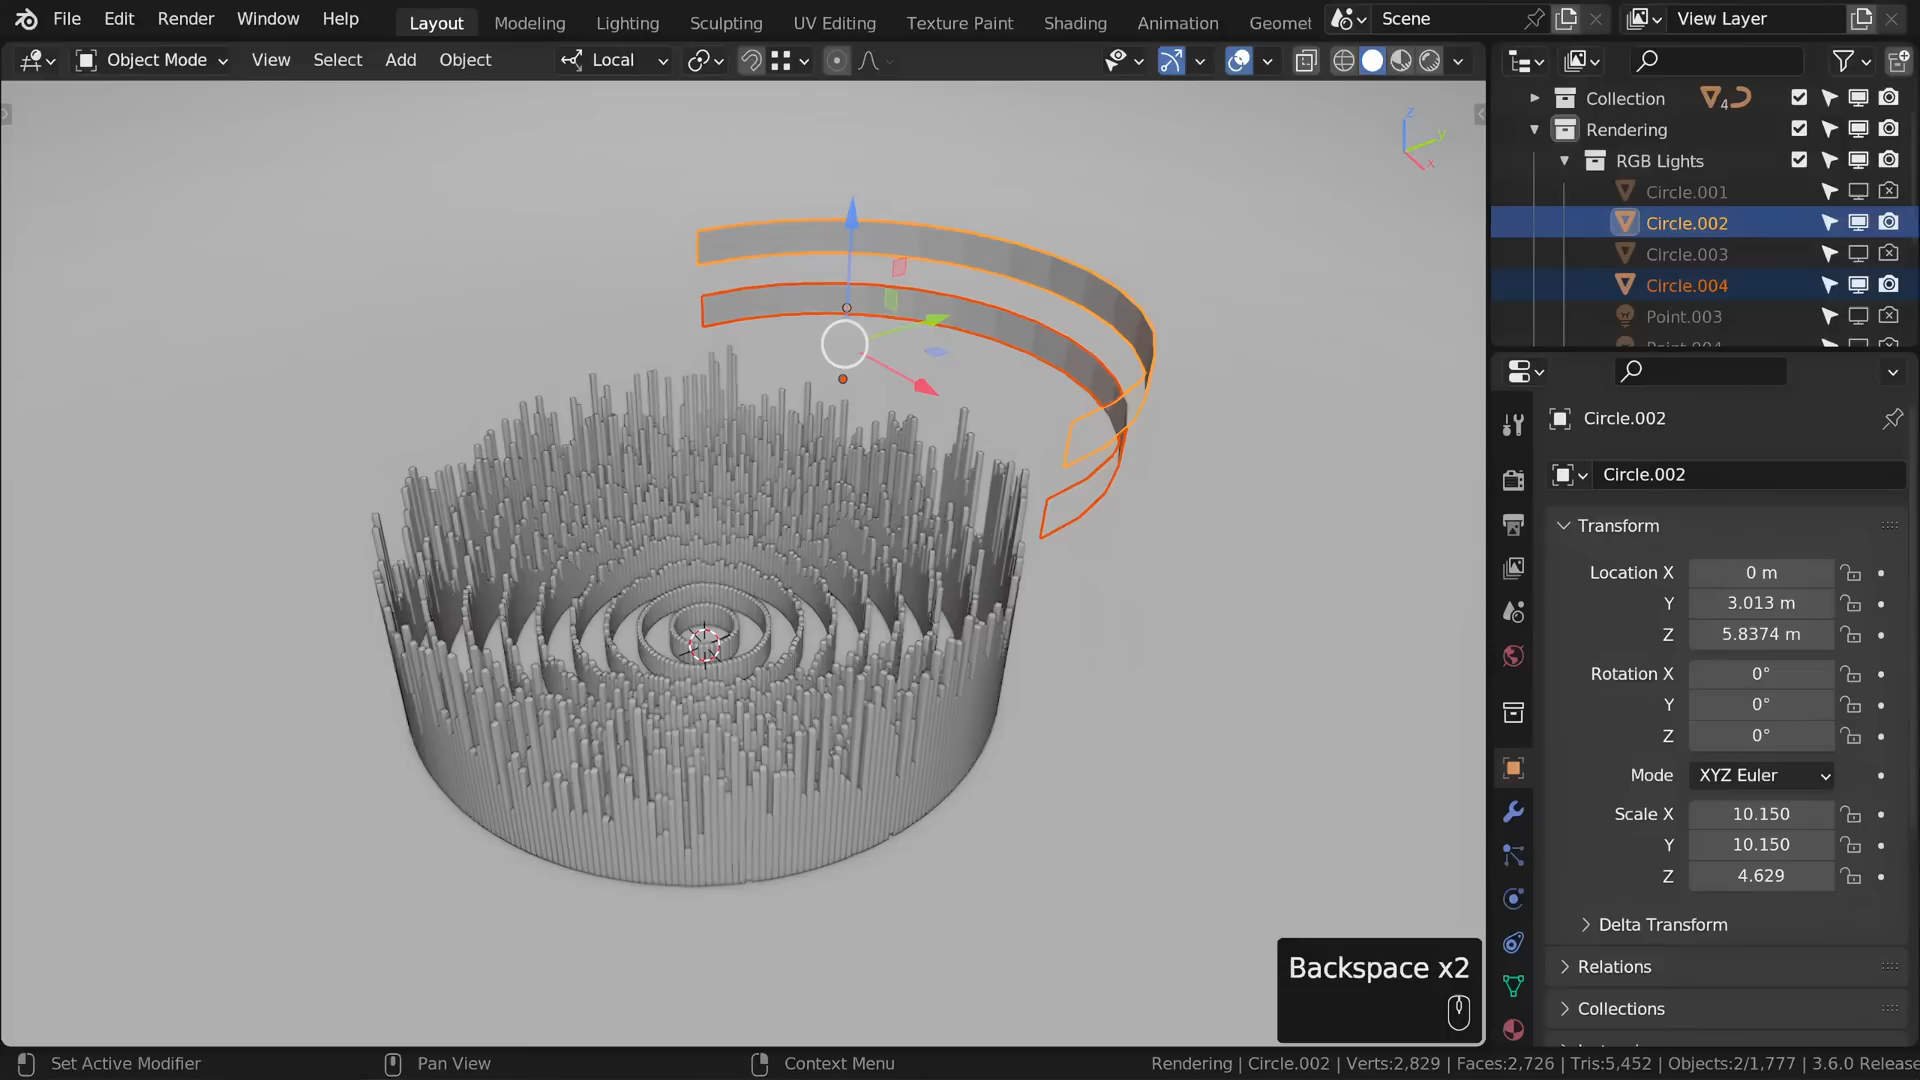 File Edit Render Window Help Layout Modeling Lighting Sculpting UV Editing Texture Paint Shading Animation Geomet Scene View Layer
Object Mode View Select Add Object Local
Collection 4
Rendering
RGB Lights
Circle.001
Circle.002
Circle.003
Circle.004
Point.003
Z
Y
X
Circle.002
Circle.002
Transform
Location X 0 m
Y 3.013 m
Z 5.8374 m
Rotation X 0°
Y 0°
Z 0°
Mode XYZ Euler
Scale X 10.150
Y 10.150
Z 4.629
Delta Transform
Relations
Collections
Backspace x2
Set Active Modifier Pan View Context Menu Rendering | Circle.002 | Verts:2,829 | Faces:2,726 | Tris:5,452 | Objects:2/1,777 | 3.6.0 Release